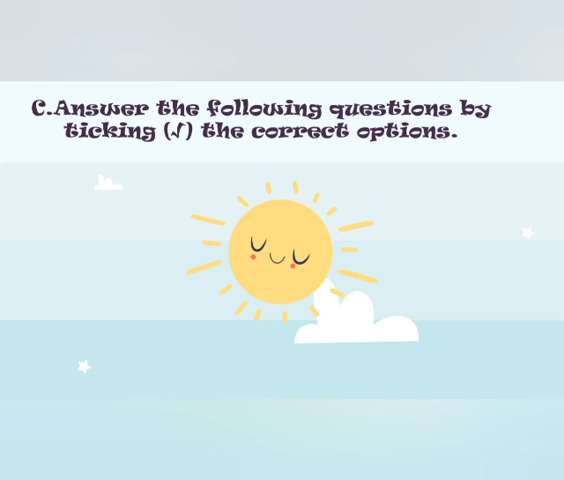 C.Answer the following questions by
ticking (√) the correct options.